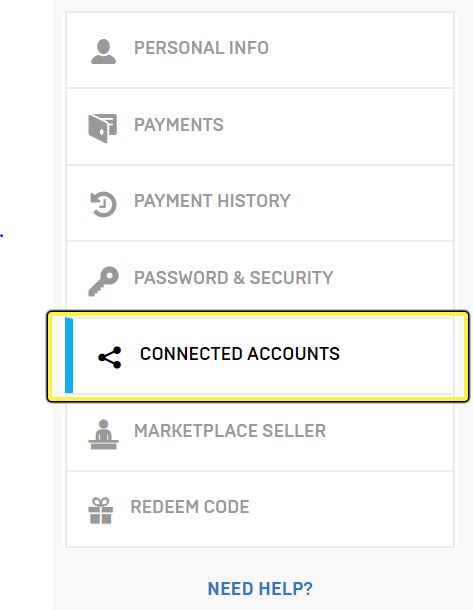 PERSONAL INFO
PAYMENTS
PAYMENT HISTORY
PASSWORD & SECURITY
CONNECTED ACCOUNTS
MARKETPLACE SELLER
REDEEM CODE
NEED HELP?